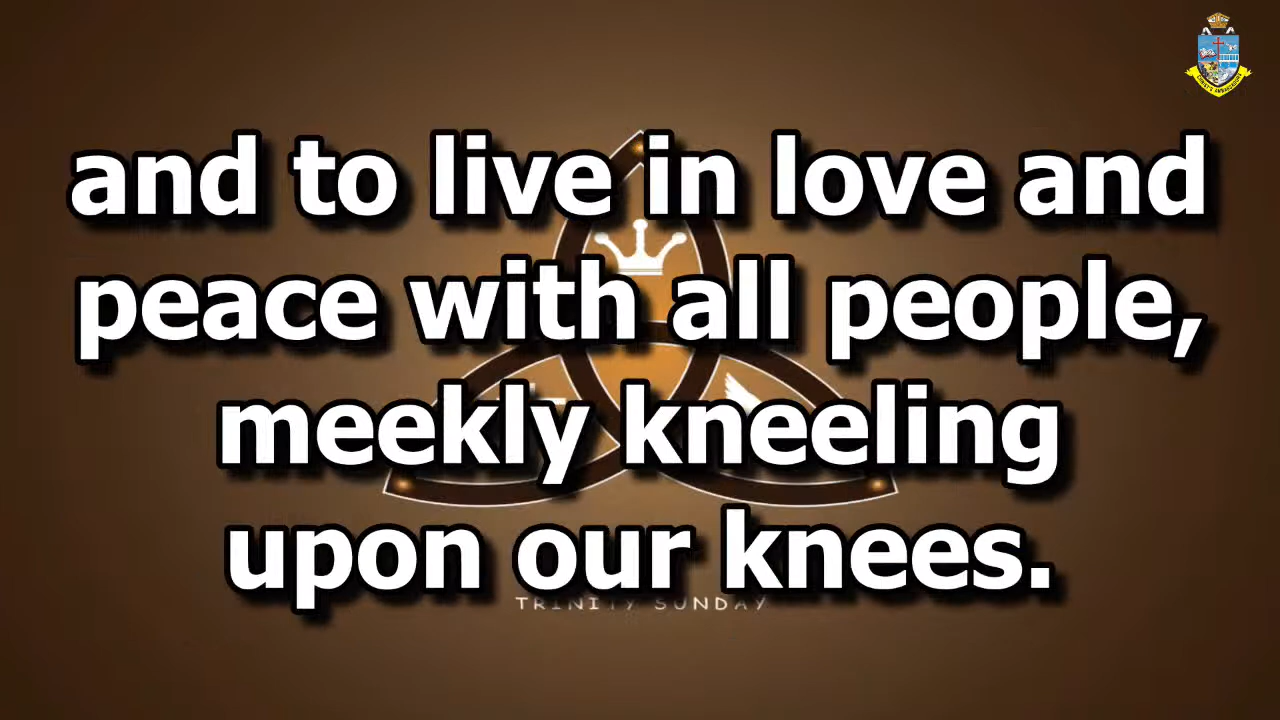 and to live in love and
peace with all people,
meekly kneeling
upon our knees.
TRINITY SUNDAY